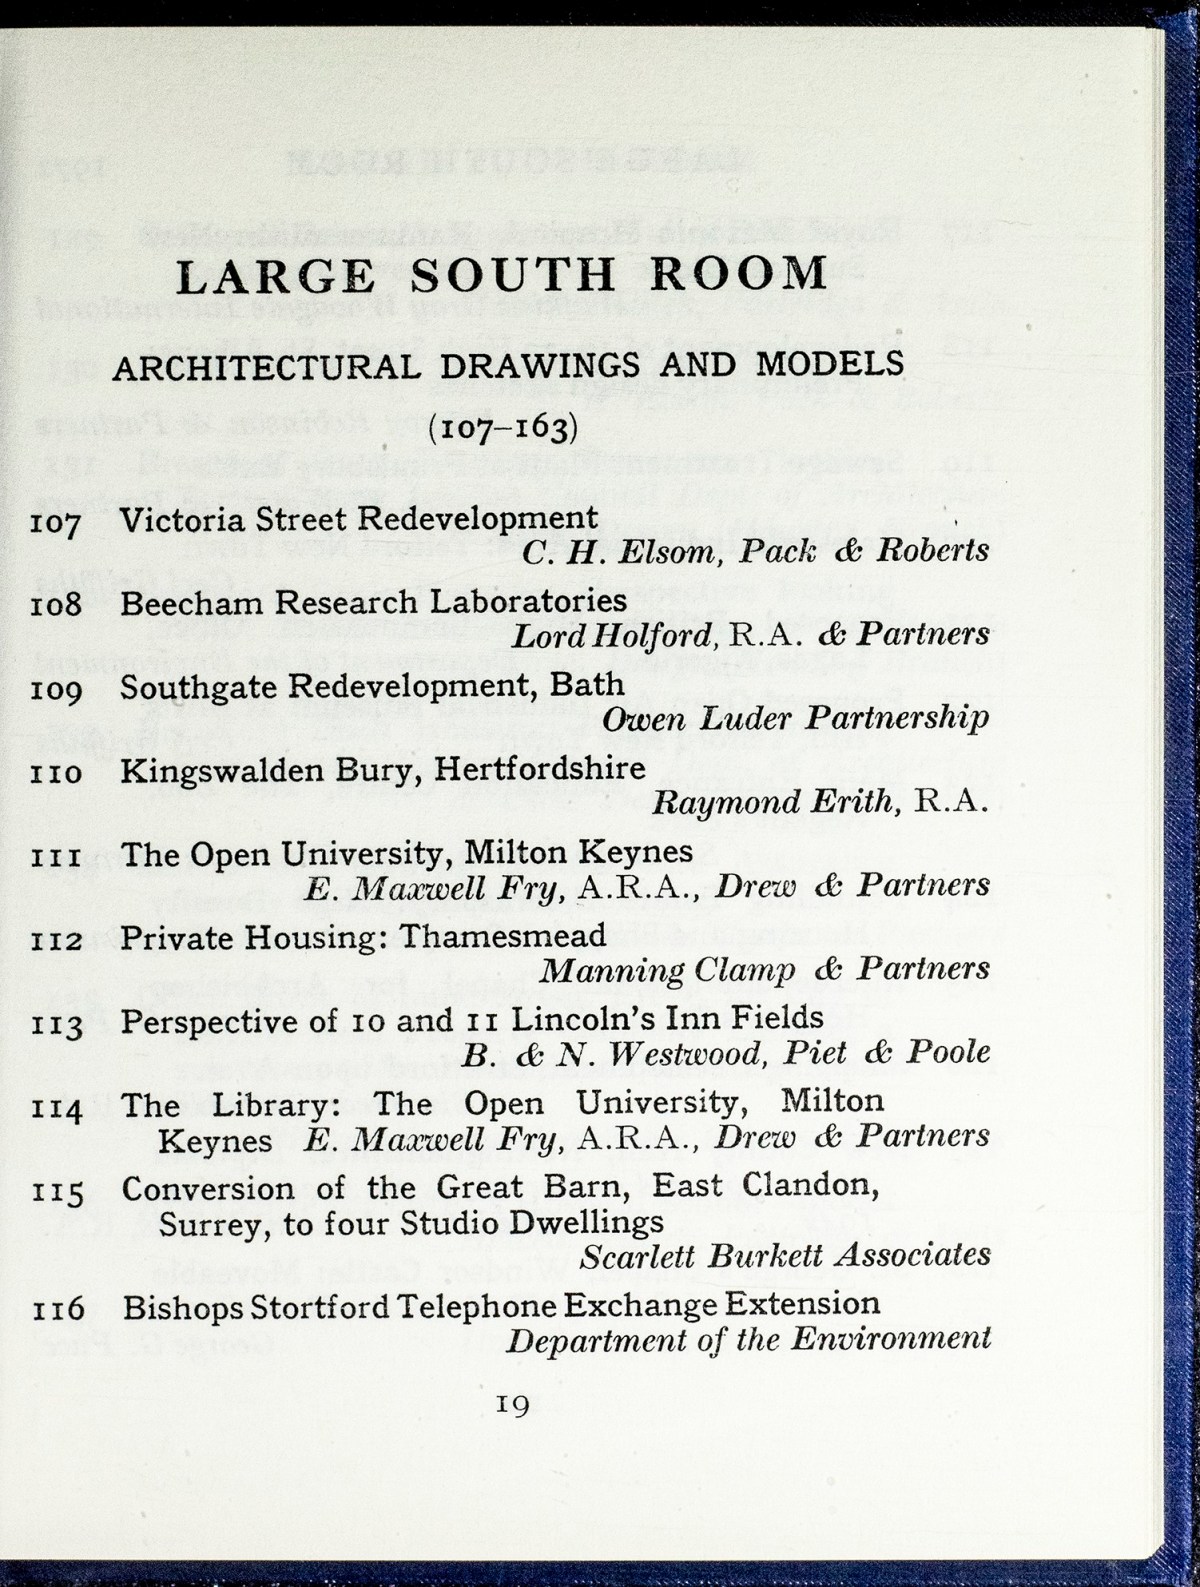 LARGE SOUTH ROOM
ARCHITECTURAL DRAWINGS AND MODELS
(107–163)
107 Victoria Street Redevelopment
C. H. Elsom, Pack & Roberts
108 Beecham Research Laboratories
Lord Holford, R.A. & Partners
109 Southgate Redevelopment, Bath
Owen Luder Partnership
110 Kingswalden Bury, Hertfordshire
Raymond Erith, R.A.
111 The Open University, Milton Keynes
E. Maxwell Fry, A.R.A., Drew & Partners
112 Private Housing: Thamesmead
Manning Clamp & Partners
113 Perspective of 10 and 11 Lincoln's Inn Fields
B. & N. Westwood, Piet & Poole
114 The Library: The Open University, Milton
Keynes E. Maxwell Fry, A.R.A., Drew & Partners
115 Conversion of the Great Barn, East Clandon,
Surrey, to four Studio Dwellings
Scarlett Burkett Associates
116 Bishops Stortford Telephone Exchange Extension
Department of the Environment
19